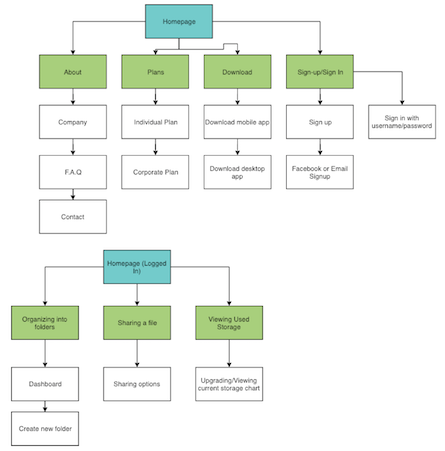 Homepage
About
Plans
Download
Sign-up/Sign In
Company
Individual Plan
Download mobile app
Sign up
Sign in with
username/password
F.A.Q
Corporate Plan
Download desktop
app
Facebook or Email
Signup
Contact
Homepage (Logged
In)
Organizing into
folders
Sharing a file
Viewing Used
Storage
Dashboard
Sharing options
Upgrading/Viewing
current storage chart
Create new folder